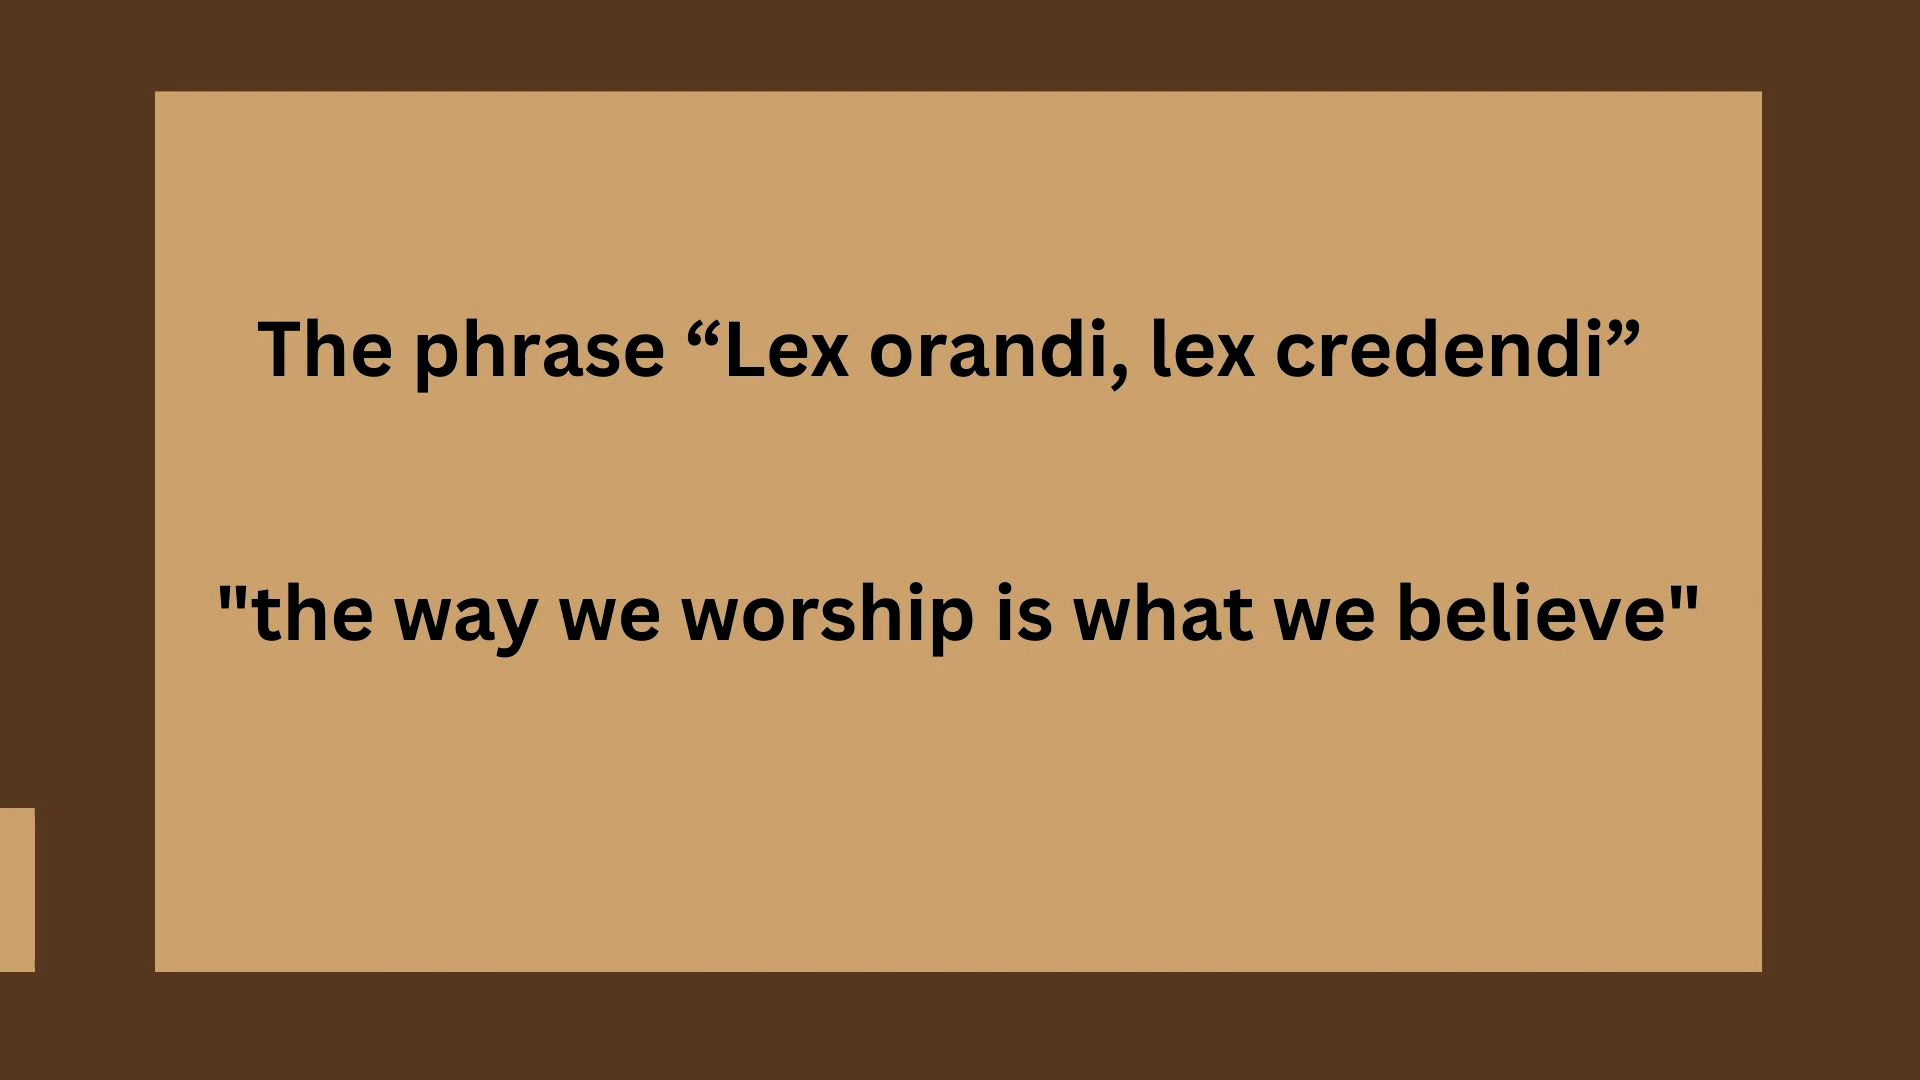 The phrase “Lex orandi, lex credendi”
"the way we worship is what we believe"